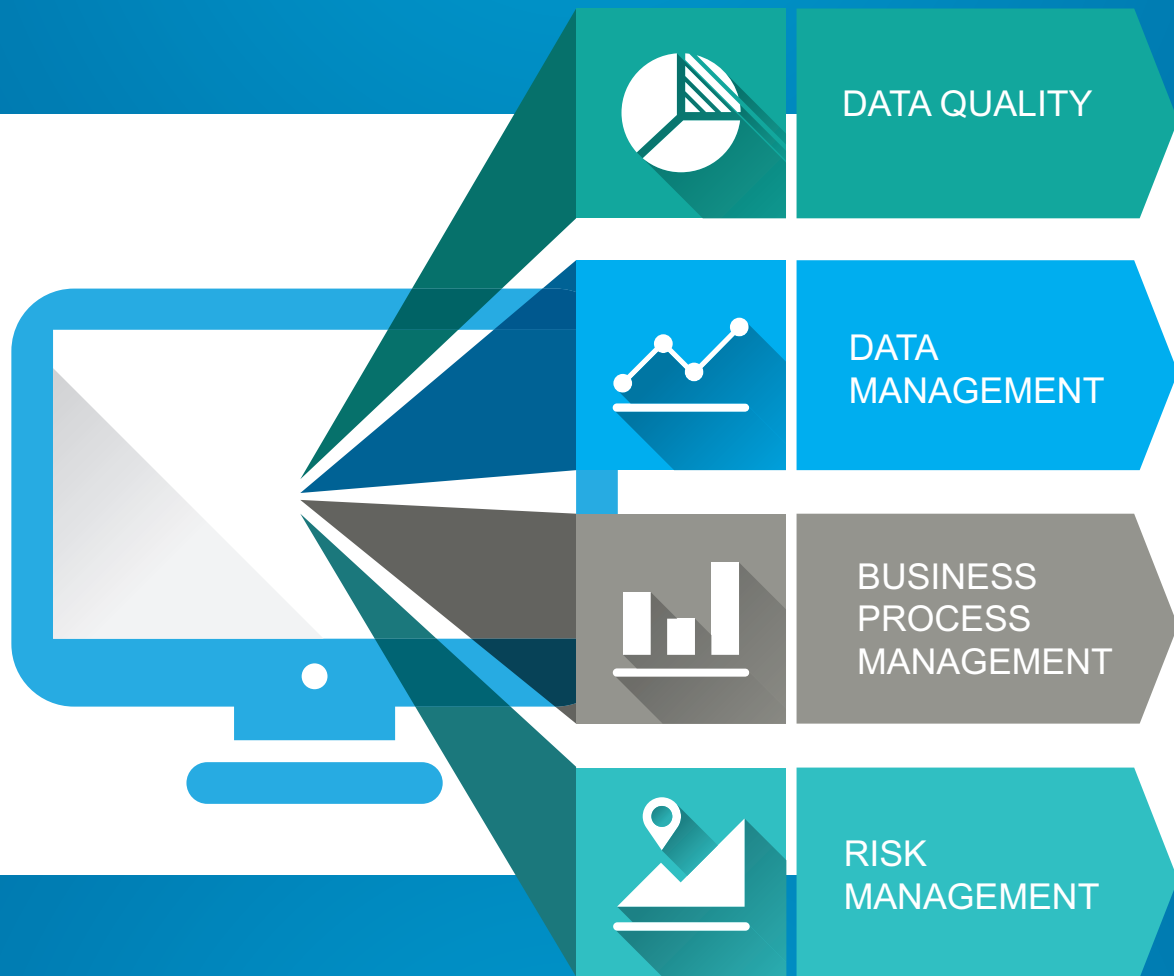 DATA QUALITY
DATA
MANAGEMENT
BUSINESS
PROCESS
MANAGEMENT
RISK
MANAGEMENT